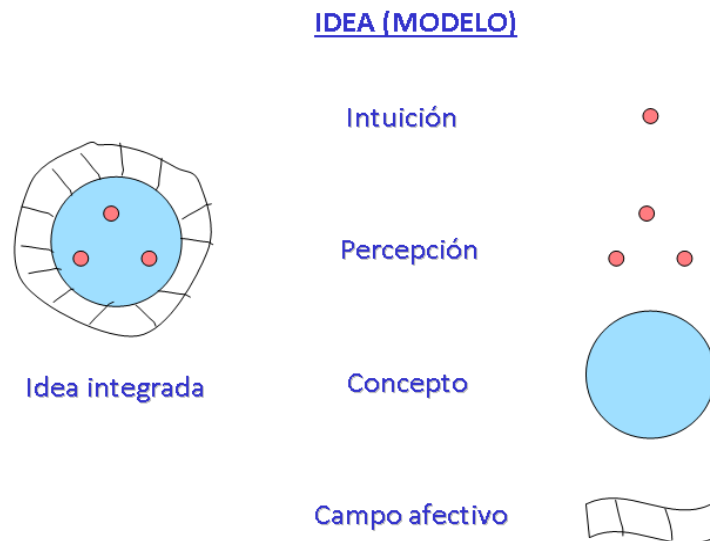 IDEA (MODELO)
Intuición
Percepción
Idea integrada
Concepto
Campo afectivo